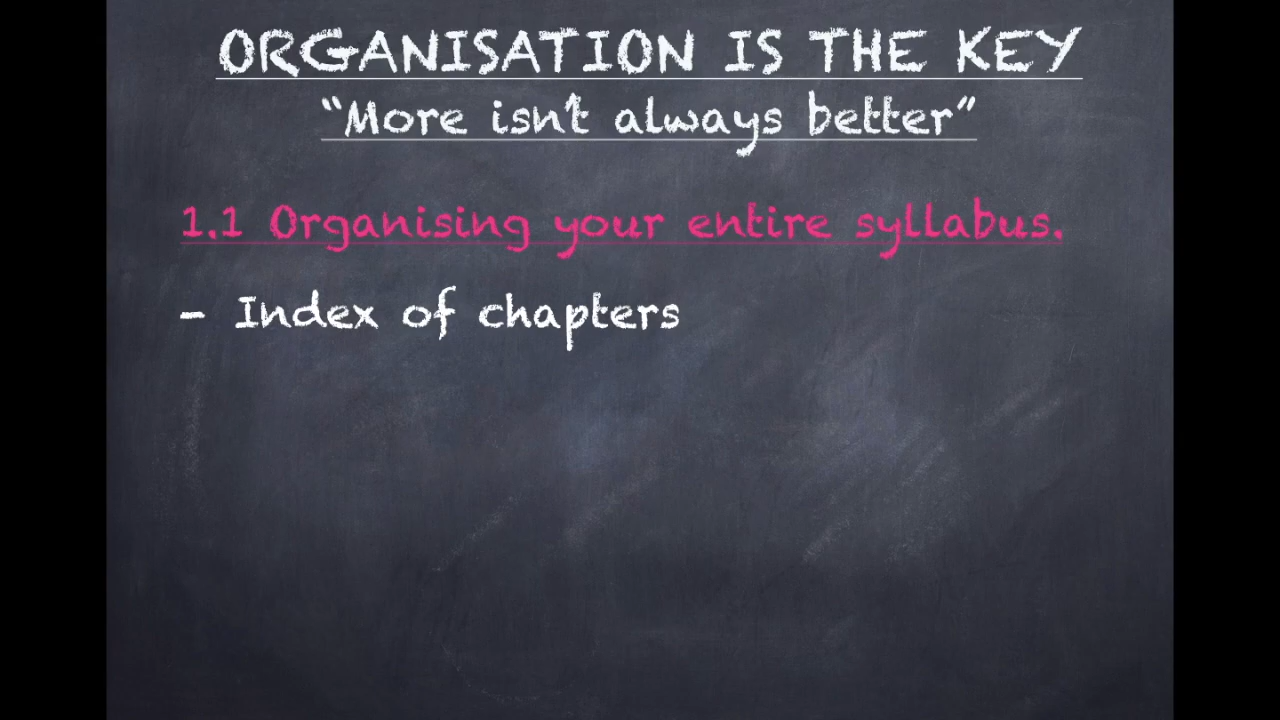 ORGANISATION IS THE KEY
“More isn't always better”
1.1 Organising your entire syllabus.
- Index of chapters